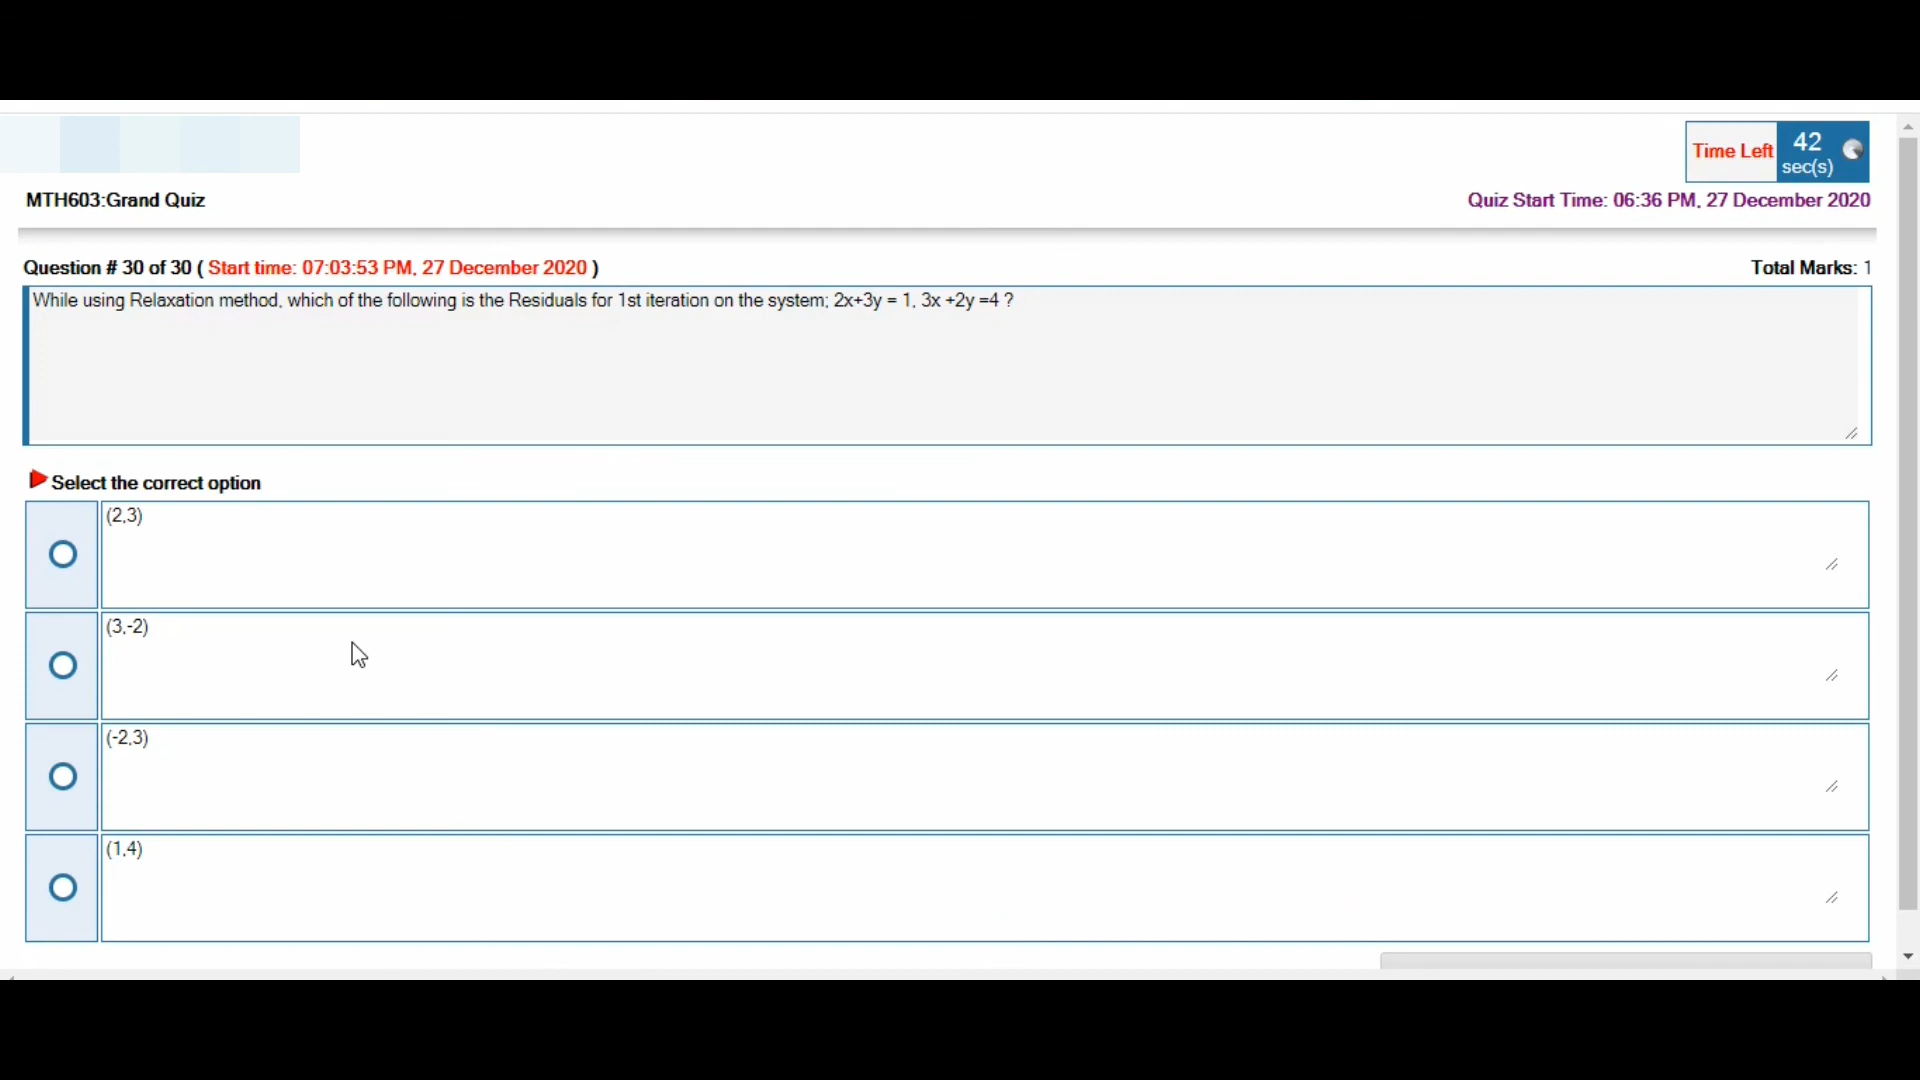 Time Left 42 sec(s)
MTH603:Grand Quiz
Quiz Start Time: 06:36 PM, 27 December 2020
Question # 30 of 30 ( Start time: 07:03:53 PM, 27 December 2020 )
Total Marks: 1
While using Relaxation method, which of the following is the Residuals for 1st iteration on the system; 2x+3y = 1, 3x +2y =4 ?
Select the correct option
(2,3)
(3,-2)
(-2,3)
(1,4)